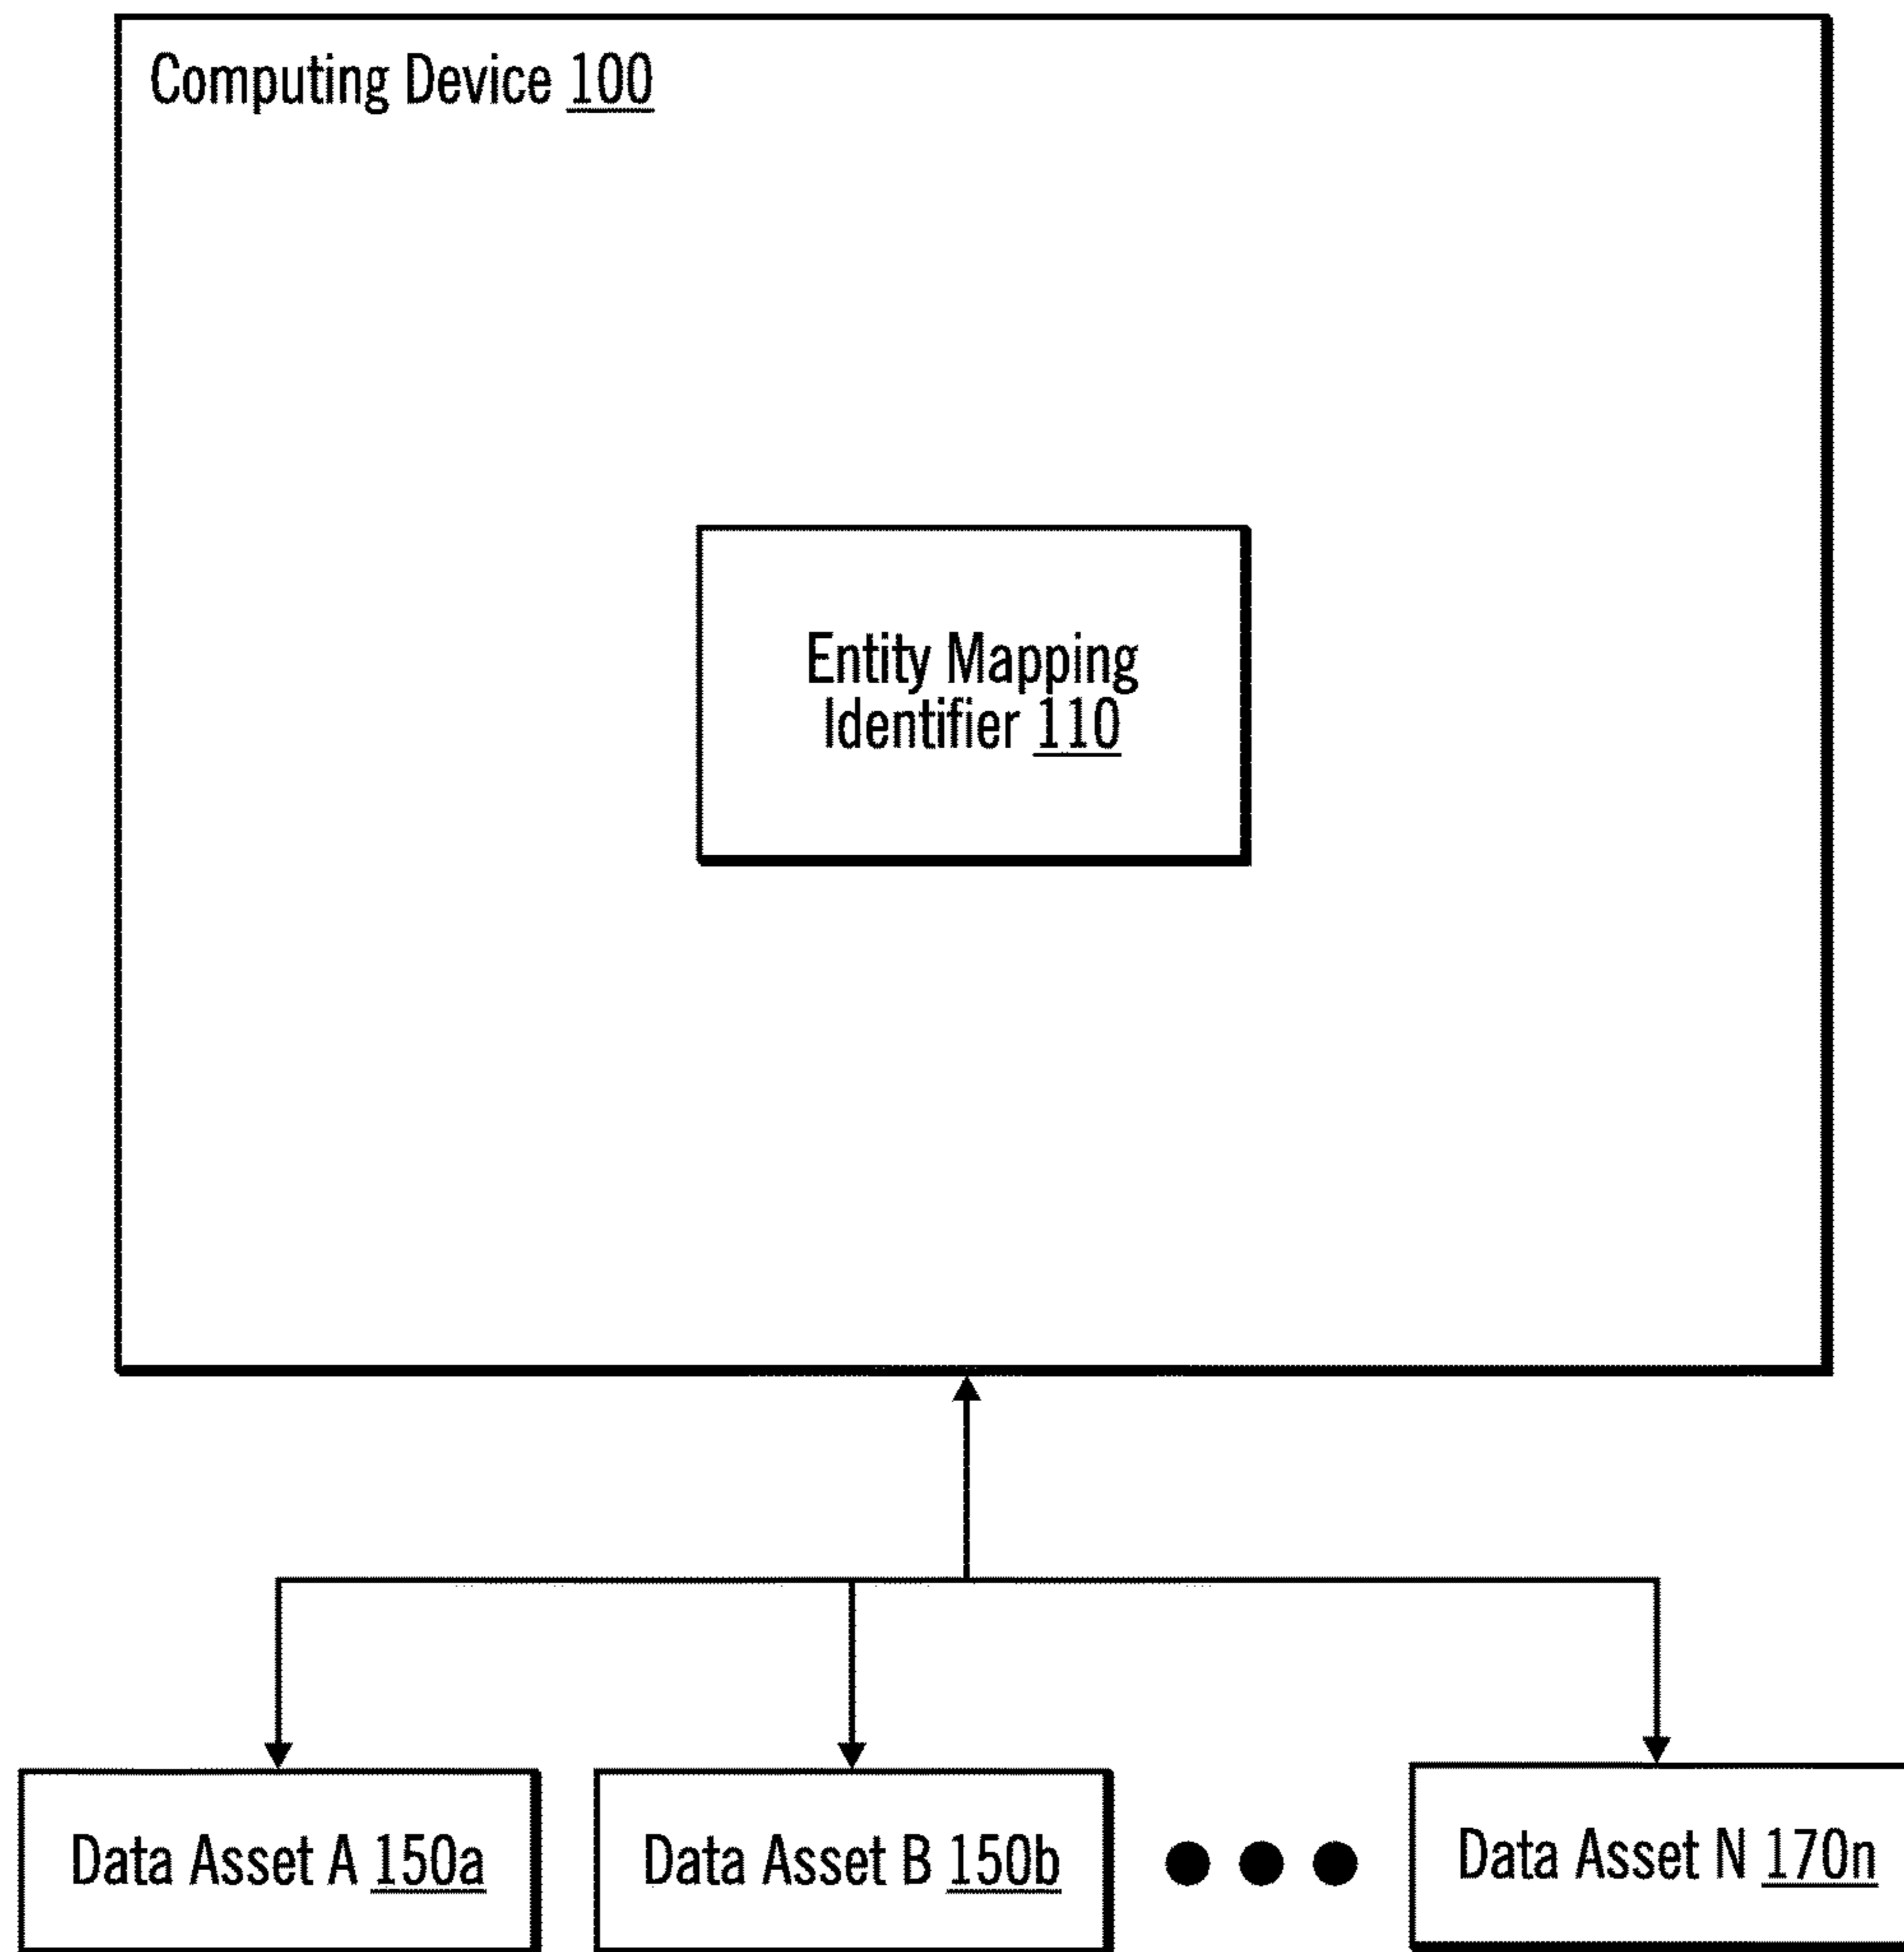 Computing Device 100
Entity Mapping
Identifier 110
Data Asset A 150a
Data Asset B 150b
Data Asset N 170n